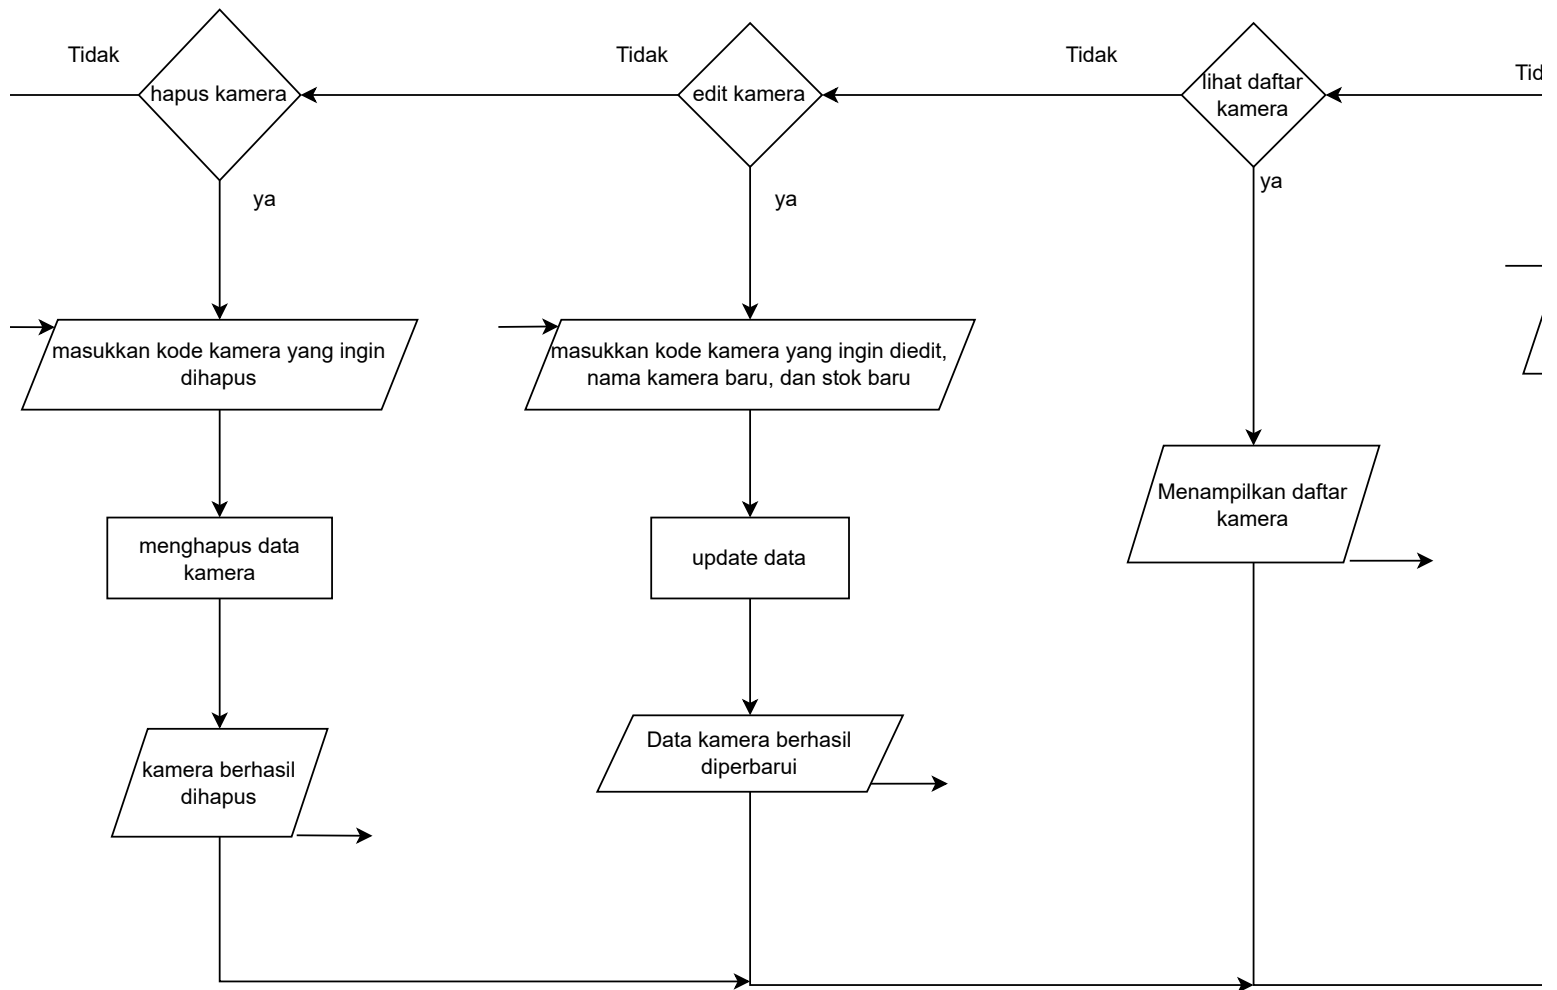 Tidak
hapus kamera
ya
masukkan kode kamera yang ingin
dihapus
menghapus data
kamera
kamera berhasil
dihapus
Tidak
edit kamera
ya
masukkan kode kamera yang ingin diedit,
nama kamera baru, dan stok baru
update data
Data kamera berhasil
diperbarui
Tidak
lihat daftar
kamera
ya
Menampilkan daftar
kamera